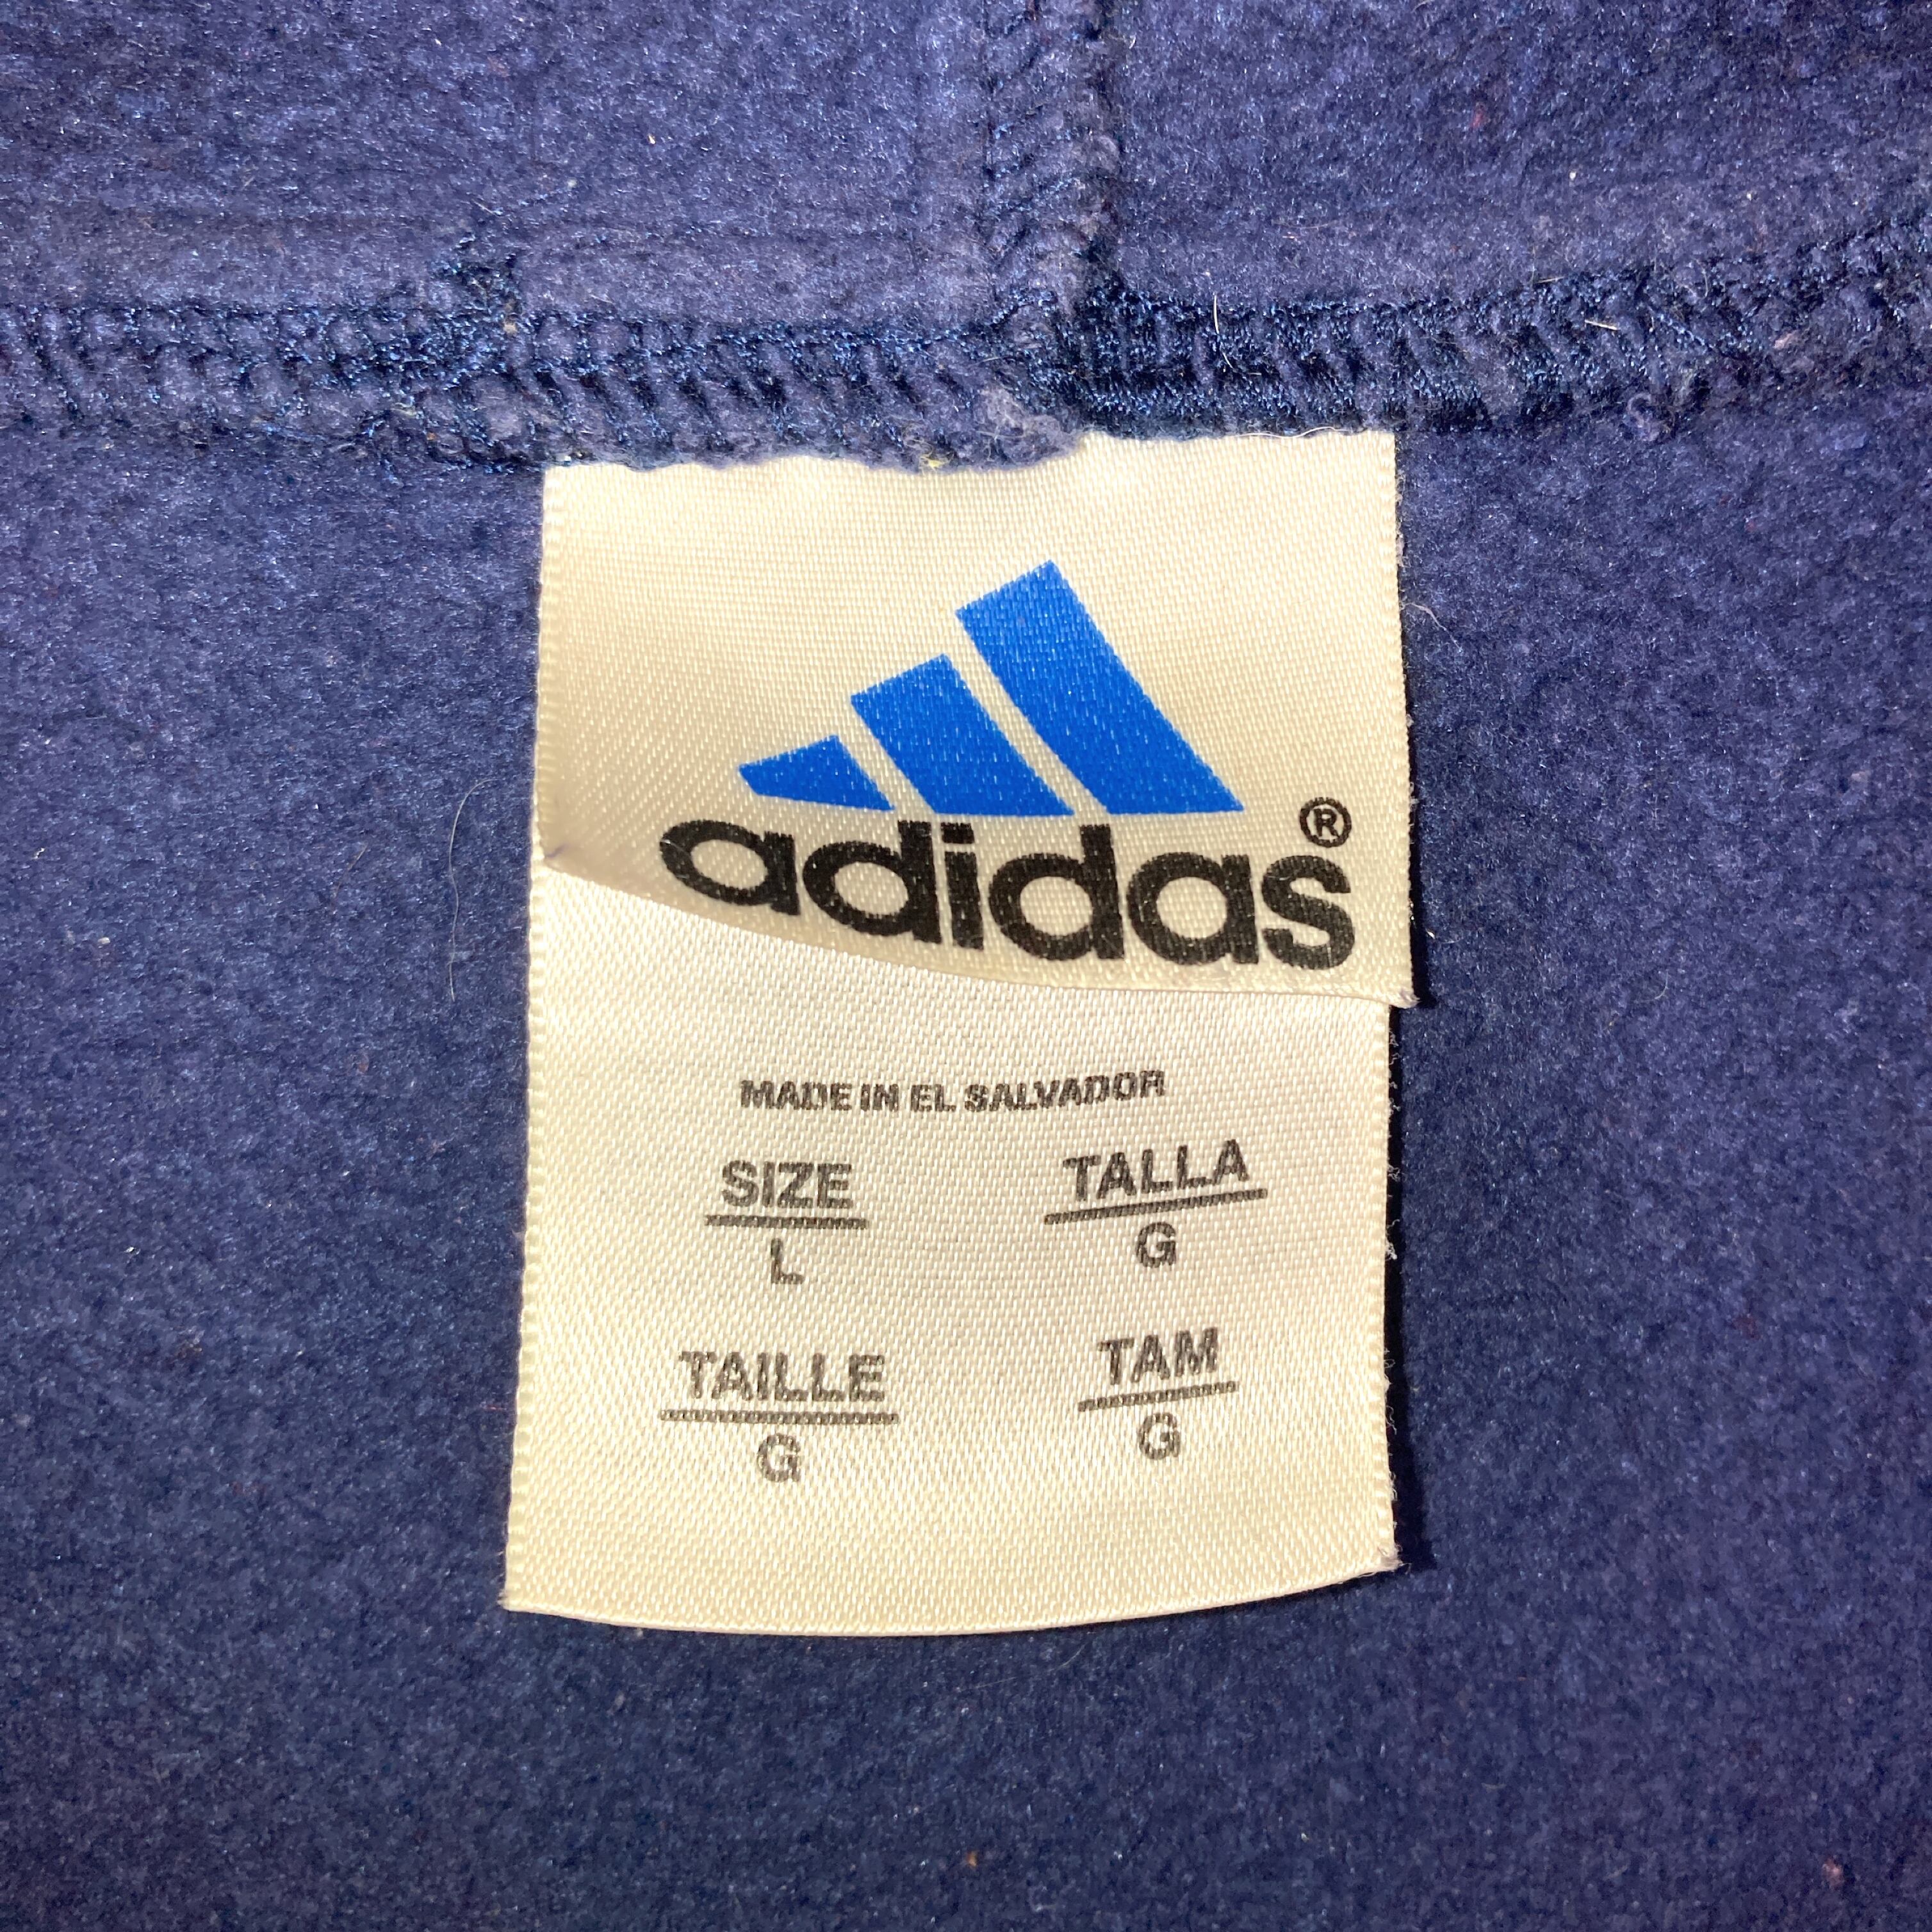 adidas®
MADE IN EL SALVADOR
SIZE TALLA
L G
TAILLE TAM
G G